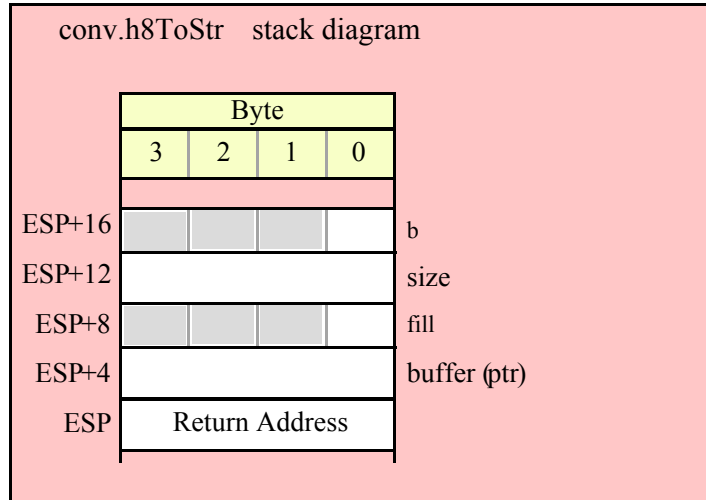 conv.h8ToStr stack diagram
Byte
3 2 1 0
ESP+16 b
ESP+12 size
ESP+8 fill
ESP+4 buffer (ptr)
ESP Return Address